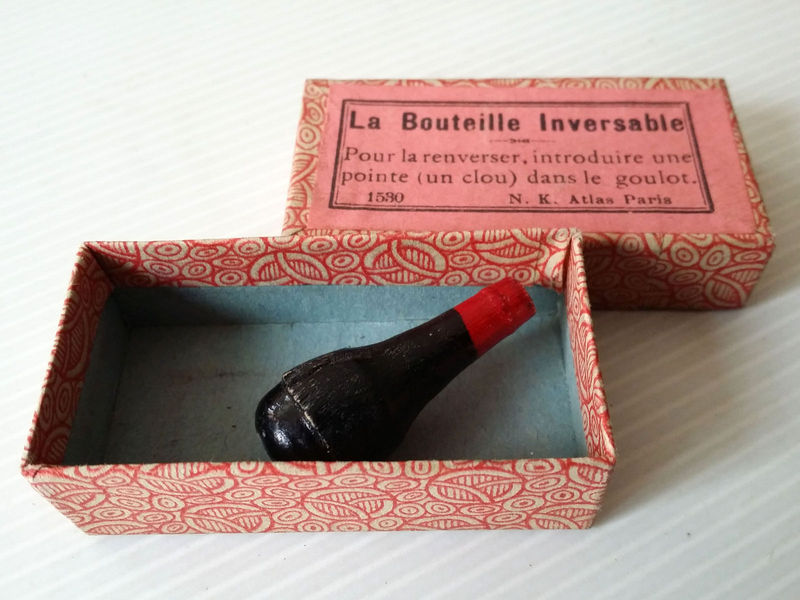 La Bouteille Inversable
Pour la renverser, introduire une
pointe (un clou) dans le goulot.
1530 N. K. Atlas Paris